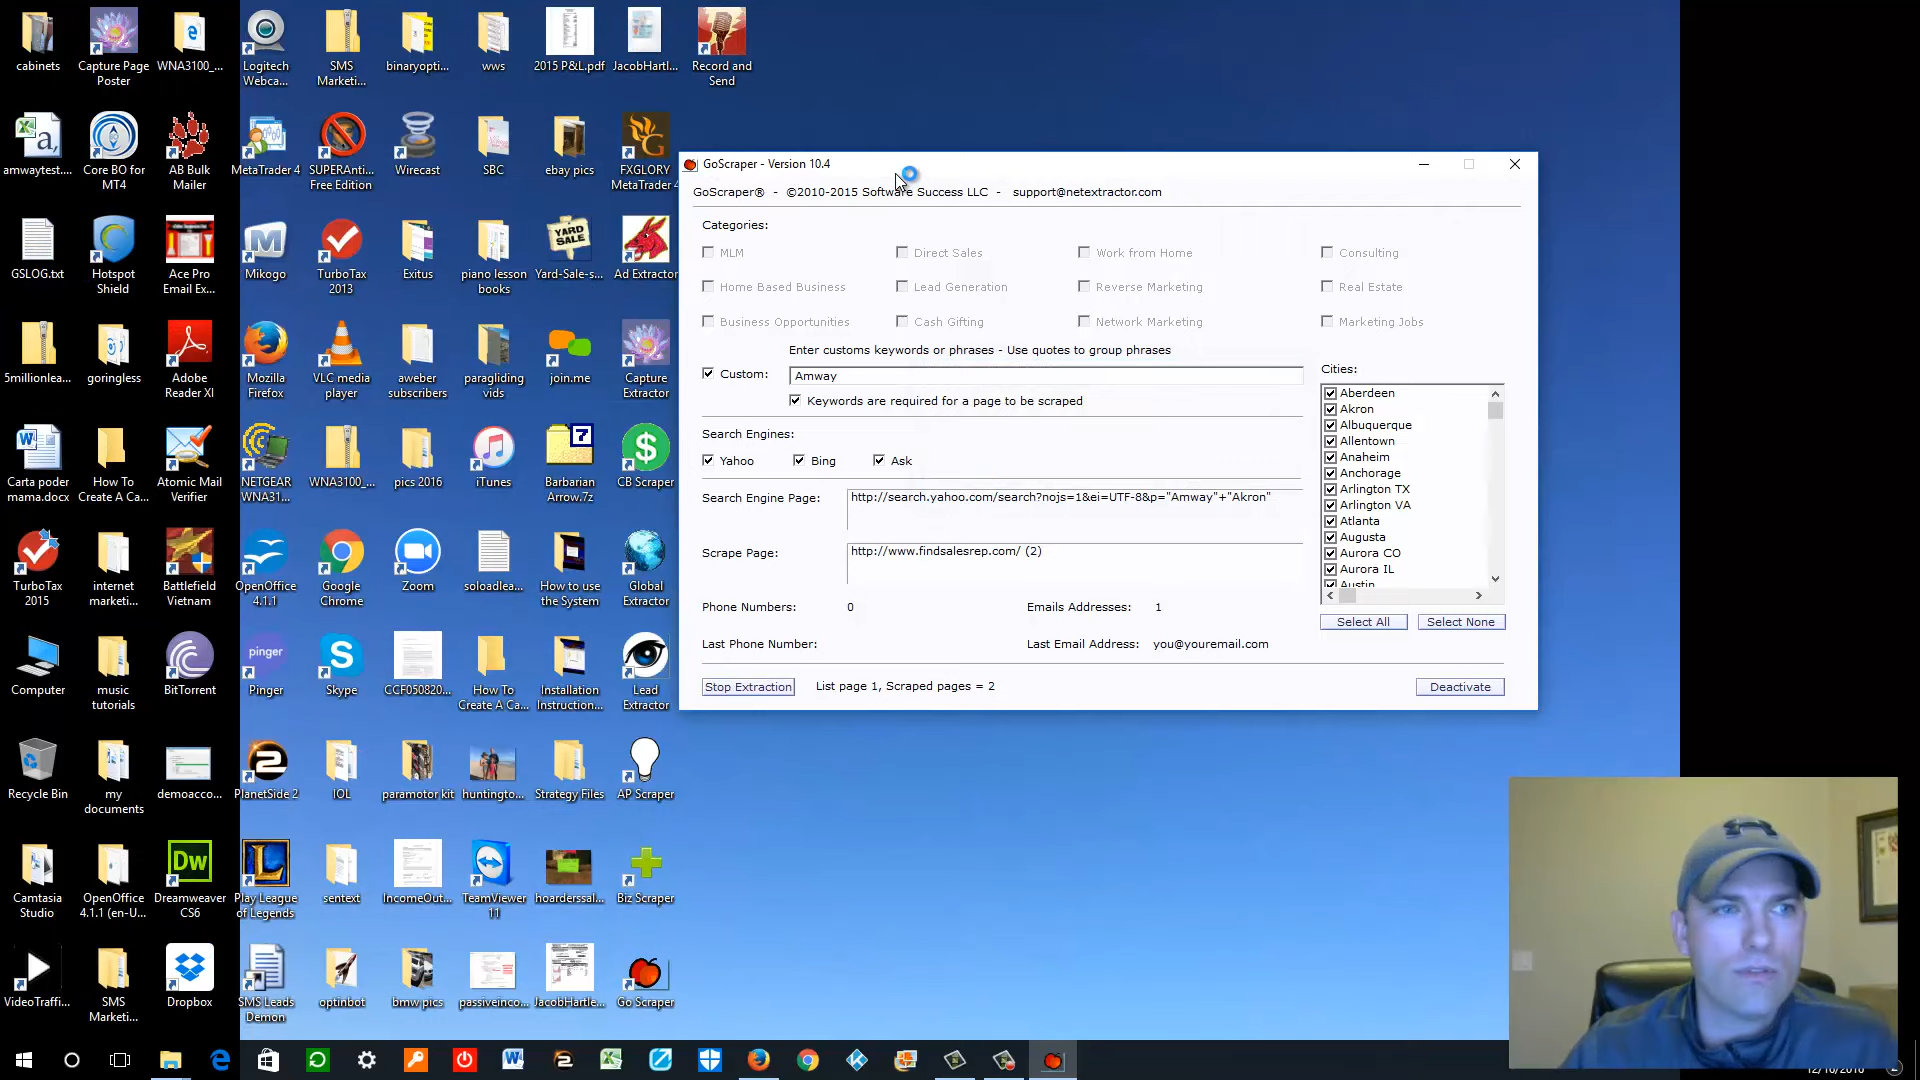 cabinets
Capture Page
Poster
WNA3100_...
Logitech
Webca...
SMS
Marketi...
binaryopti...
wws
2015 P&L.pdf
JacobHartl...
Record and
Send
amwaytest....
Core BO for
MT4
AB Bulk
Mailer
MetaTrader 4
SUPERAnti...
Free Edition
Wirecast
SBC
ebay pics
FXGLORY
MetaTrader 4
GSLOG.txt
Hotspot
Shield
Ace Pro
Email Ex...
Mikogo
TurboTax
2013
Exitus
piano lesson
books
YARD
SALE
Yard-Sale-s...
Ad Extractor
5millionlea...
goringless
Adobe
Reader XI
Mozilla
Firefox
VLC media
player
aweber
subscribers
paragliding
vids
join.me
Capture
Extractor
Carta poder
mama.docx
How To
Create A Ca...
Atomic Mail
Verifier
NETGEAR
WNA31...
WNA3100_...
pics 2016
iTunes
Barbarian
Arrow.7z
CB Scraper
TurboTax
2015
internet
marketi...
Battlefield
Vietnam
OpenOffice
4.1.1
Google
Chrome
Zoom
soloadlea...
How to use
the System
Global
Extractor
Computer
music
tutorials
BitTorrent
pinger
Pinger
Skype
CCF050820...
How To
Create A Ca...
Installation
Instruction...
Lead
Extractor
Recycle Bin
my
documents
demoacco...
PlanetSide 2
IOL
paramotor kit
huntingto...
Strategy Files
AP Scraper
Camtasia
Studio
OpenOffice
4.1.1 (en-U...
Dw
Dreamweaver
CS6
Play League
of Legends
sentext
IncomeOut...
TeamViewer
11
hoarderssal...
Biz Scraper
VideoTraffi...
SMS
Marketi...
Dropbox
SMS Leads
Demon
optinbot
bmw pics
passiveinco...
JacobHartle...
Go Scraper
GoScraper - Version 10.4
GoScraper® - ©2010-2015 Software Success LLC - support@netextractor.com
Categories:
MLM
Direct Sales
Work from Home
Consulting
Home Based Business
Lead Generation
Reverse Marketing
Real Estate
Business Opportunities
Cash Gifting
Network Marketing
Marketing Jobs
Enter customs keywords or phrases - Use quotes to group phrases
Custom:
Amway
Keywords are required for a page to be scraped
Search Engines:
Yahoo
Bing
Ask
Search Engine Page:
http://search.yahoo.com/search?nojs=1&ei=UTF-8&p="Amway"+"Akron"
Scrape Page:
http://www.findsalesrep.com/ (2)
Phone Numbers: 0
Emails Addresses: 1
Last Phone Number:
Last Email Address: you@youremail.com
Stop Extraction
List page 1, Scraped pages = 2
Cities:
Aberdeen
Akron
Albuquerque
Allentown
Anaheim
Anchorage
Arlington TX
Arlington VA
Atlanta
Augusta
Aurora CO
Aurora IL
Austin
Select All
Select None
Deactivate
12/16/2016